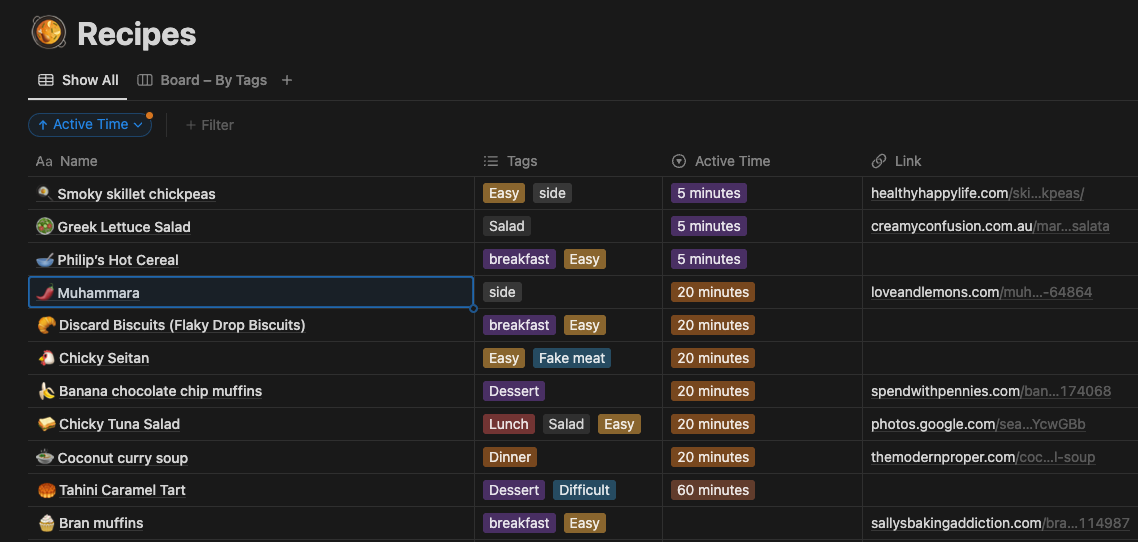 Recipes
Show All Board – By Tags +
↑ Active Time + Filter
Aa Name Tags Active Time Link
Smoky skillet chickpeas Easy side 5 minutes healthyhappylife.com/ski...kpeas/
Greek Lettuce Salad Salad 5 minutes creamyconfusion.com.au/mar...salata
Philip’s Hot Cereal breakfast Easy 5 minutes
Muhammara side 20 minutes loveandlemons.com/muh...-64864
Discard Biscuits (Flaky Drop Biscuits) breakfast Easy 20 minutes
Chicky Seitan Easy Fake meat 20 minutes
Banana chocolate chip muffins Dessert 20 minutes spendwithpennies.com/ban...174068
Chicky Tuna Salad Lunch Salad Easy 20 minutes photos.google.com/sea...YcwGBb
Coconut curry soup Dinner 20 minutes themodernproper.com/coc...l-soup
Tahini Caramel Tart Dessert Difficult 60 minutes
Bran muffins breakfast Easy sallysbakingaddiction.com/bra...114987